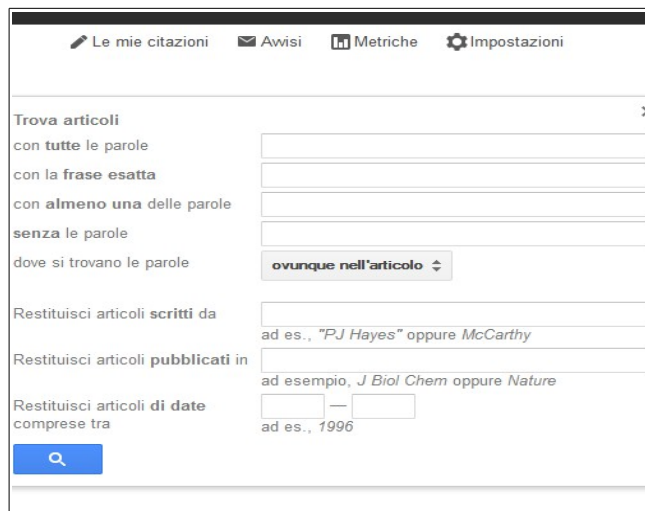 Le mie citazioni Avvisi Metriche Impostazioni
Trova articoli
con tutte le parole
con la frase esatta
con almeno una delle parole
senza le parole
dove si trovano le parole ovunque nell'articolo
Restituisci articoli scritti da
ad es., "PJ Hayes" oppure McCarthy
Restituisci articoli pubblicati in
ad esempio, J Biol Chem oppure Nature
Restituisci articoli di date —
comprese tra
ad es., 1996